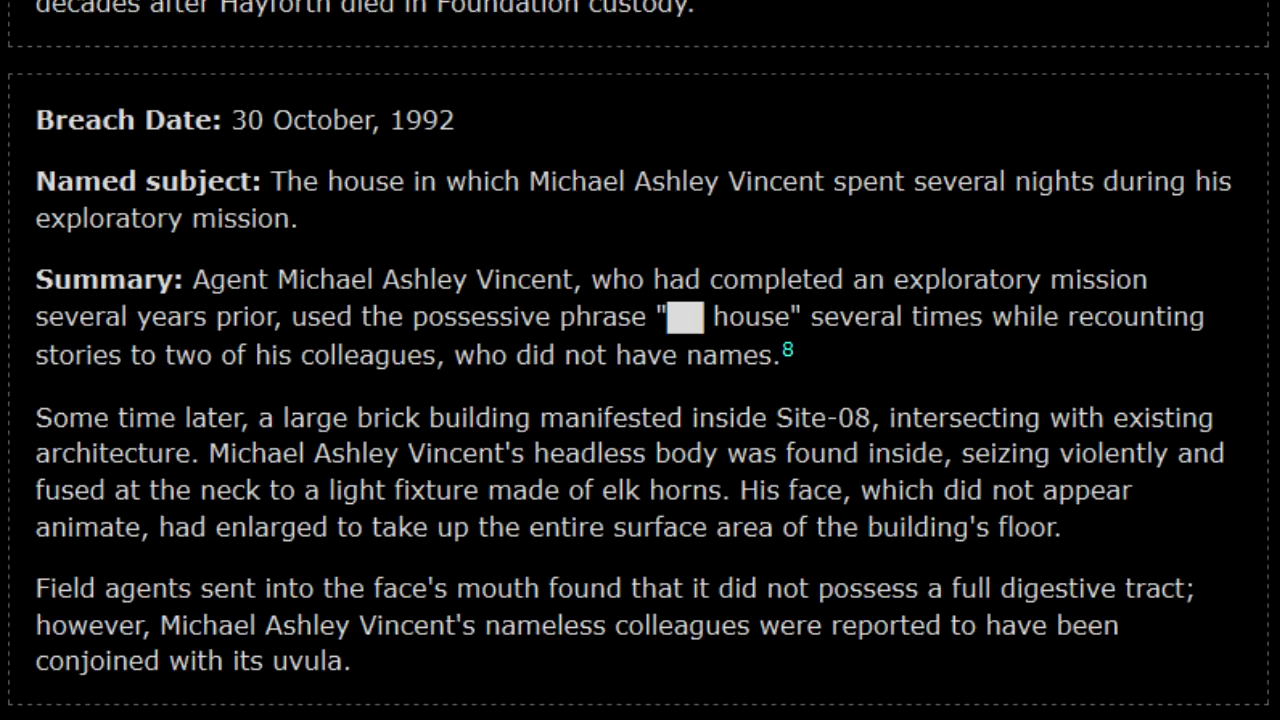 decades after Hayforth died in Foundation custody.
Breach Date: 30 October, 1992
Named subject: The house in which Michael Ashley Vincent spent several nights during his
exploratory mission.
Summary: Agent Michael Ashley Vincent, who had completed an exploratory mission
several years prior, used the possessive phrase "██ house" several times while recounting
stories to two of his colleagues, who did not have names.8
Some time later, a large brick building manifested inside Site-08, intersecting with existing
architecture. Michael Ashley Vincent's headless body was found inside, seizing violently and
fused at the neck to a light fixture made of elk horns. His face, which did not appear
animate, had enlarged to take up the entire surface area of the building's floor.
Field agents sent into the face's mouth found that it did not possess a full digestive tract;
however, Michael Ashley Vincent's nameless colleagues were reported to have been
conjoined with its uvula.